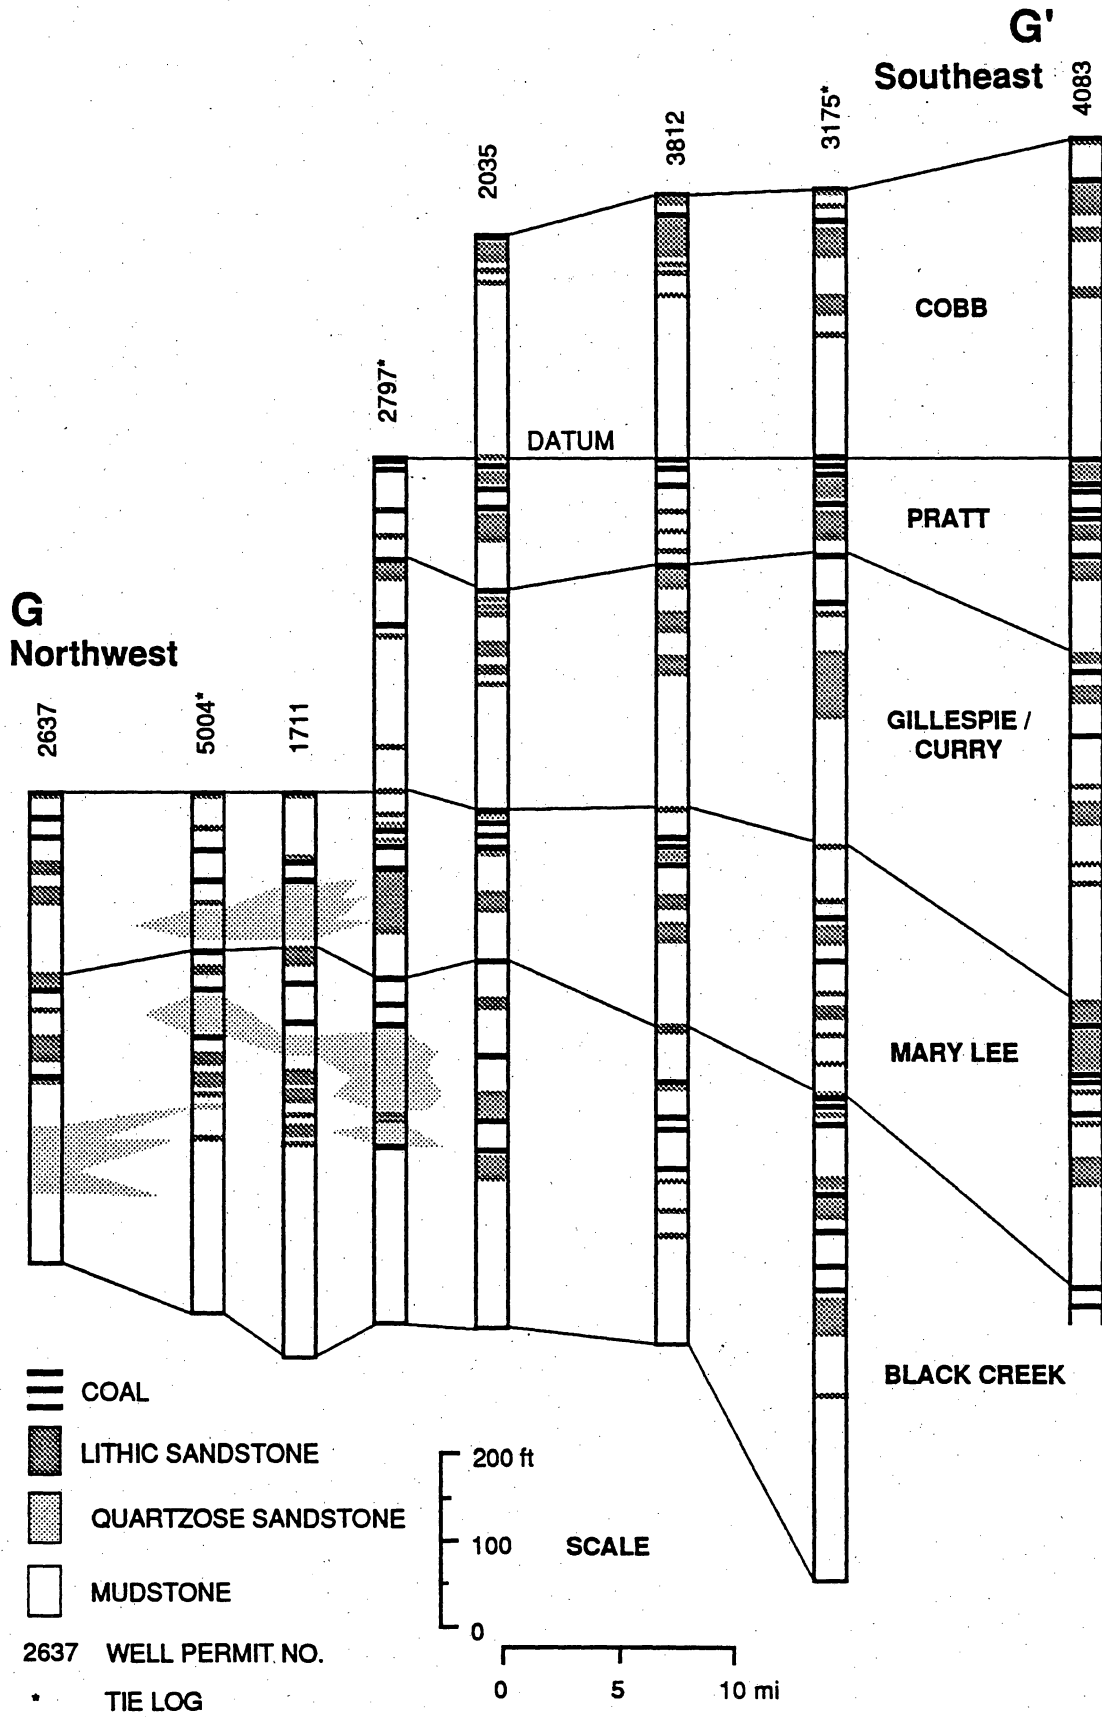 G'
Southeast
4083
3175*
3812
2035
COBB
2797*
DATUM
PRATT
G
Northwest
2637
5004*
1711
GILLESPIE /
CURRY
MARY LEE
BLACK CREEK
COAL
LITHIC SANDSTONE
QUARTZOSE SANDSTONE
MUDSTONE
2637 WELL PERMIT NO.
* TIE LOG
200 ft
100
0
SCALE
0 5 10 mi